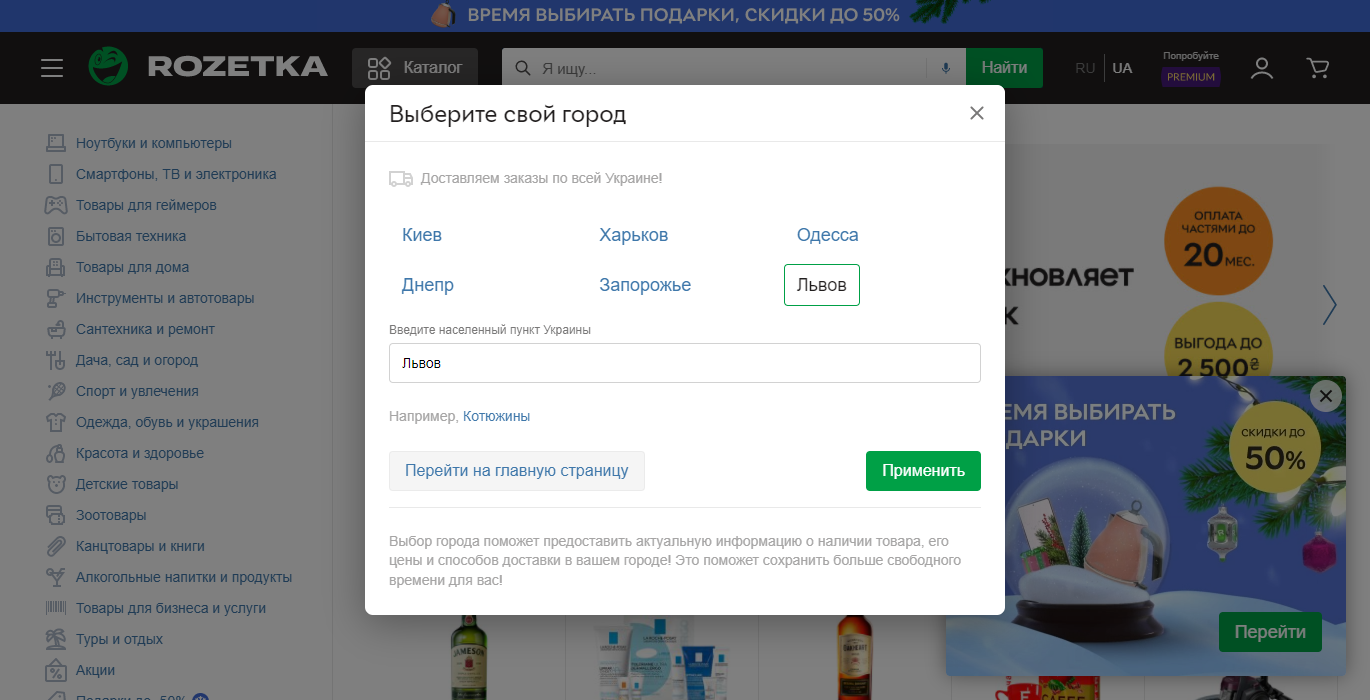 ВРЕМЯ ВЫБИРАТЬ ПОДАРКИ, СКИДКИ ДО 50%
ROZETKA
Каталог
Я ищу...
Найти
RU
UA
Попробуйте
PREMIUM
Ноутбуки и компьютеры
Смартфоны, ТВ и электроника
Товары для геймеров
Бытовая техника
Товары для дома
Инструменты и автотовары
Сантехника и ремонт
Дача, сад и огород
Спорт и увлечения
Одежда, обувь и украшения
Красота и здоровье
Детские товары
Зоотовары
Канцтовары и книги
Алкогольные напитки и продукты
Товары для бизнеса и услуги
Туры и отдых
Акции
Подарки до -50%
Выберите свой город
Доставляем заказы по всей Украине!
Киев
Харьков
Одесса
Днепр
Запорожье
Львов
Введите населенный пункт Украины
Львов
Например, Котюжины
Перейти на главную страницу
Применить
Выбор города поможет предоставить актуальную информацию о наличии товара, его
цены и способов доставки в вашем городе! Это поможет сохранить больше свободного
времени для вас!
ОПЛАТА
ЧАСТЯМИ ДО
20 МЕС.
ХНОВЛЯЕТ
К
ВЫГОДА ДО
2 500₴
ЕМЯ ВЫБИРАТЬ
ДАРКИ
СКИДКИ ДО
50%
Перейти
JAMESON